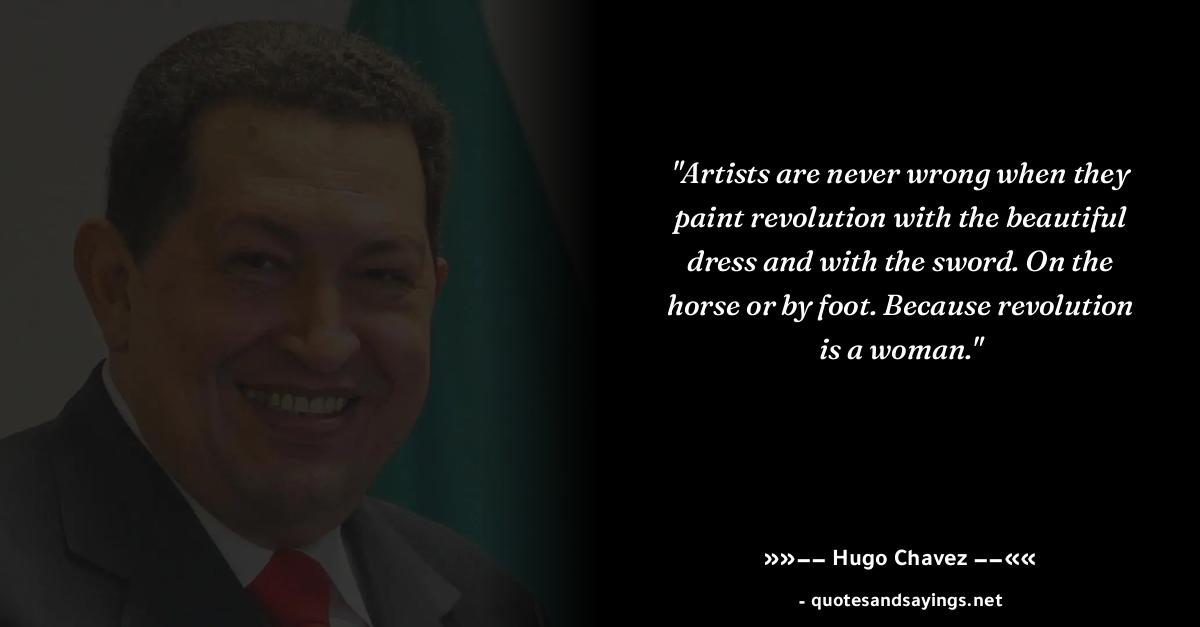 "Artists are never wrong when they
paint revolution with the beautiful
dress and with the sword. On the
horse or by foot. Because revolution
is a woman."
»»−− Hugo Chavez −−««
- quotesandsayings.net